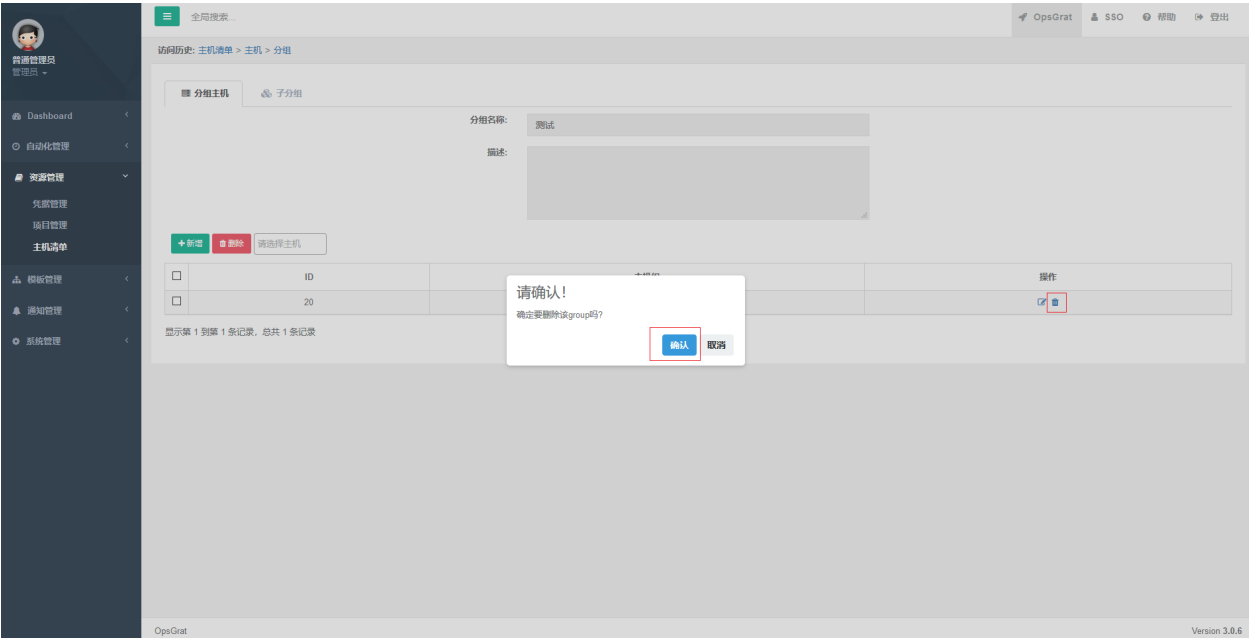 全局搜索...
OpsGrat
SSO
帮助
登出
普通管理员
管理员
访问历史: 主机清单 > 主机 > 分组
分组主机
子分组
Dashboard
自动化管理
资源管理
凭据管理
项目管理
主机清单
模板管理
通知管理
系统管理
分组名称:
测试
描述:
新增
删除
请选择主机
ID
操作
20
显示第 1 到第 1 条记录，总共 1 条记录
请确认!
确定要删除该group吗?
确认
取消
OpsGrat
Version 3.0.6